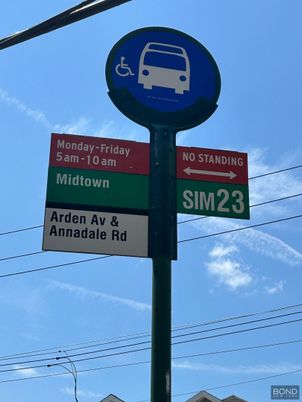 Monday-Friday
5am-10am
NO STANDING
Midtown
SIM23
Arden Av &
Annadale Rd
BOND